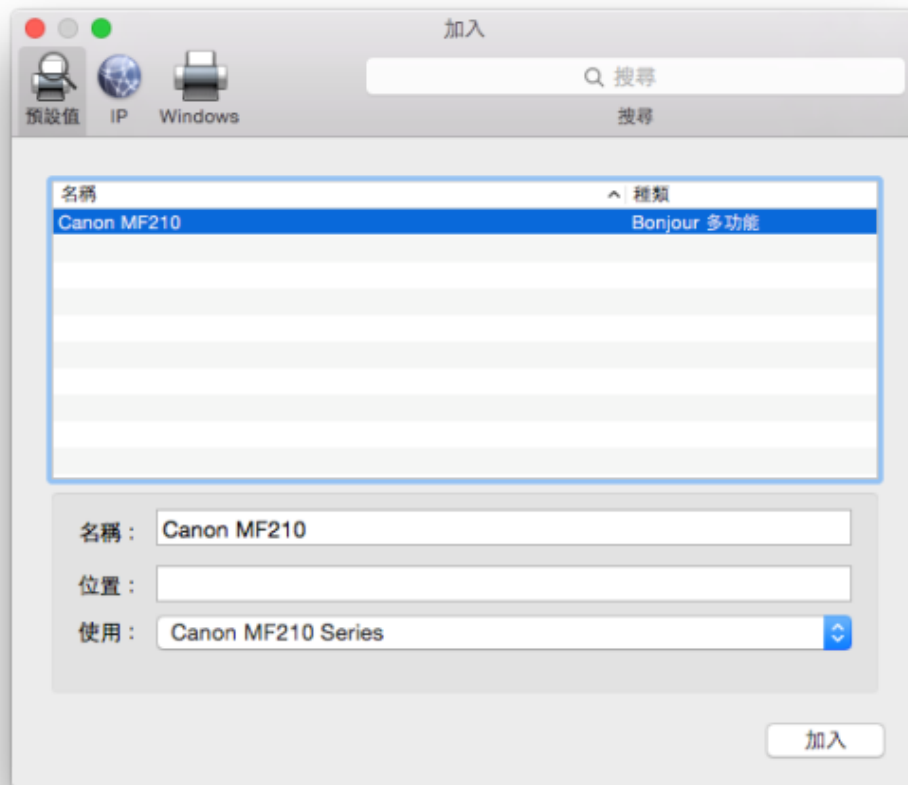 加入
搜尋
預設值 IP Windows 搜尋
名稱 種類
Canon MF210 Bonjour 多功能
名稱： Canon MF210
位置：
使用： Canon MF210 Series
加入